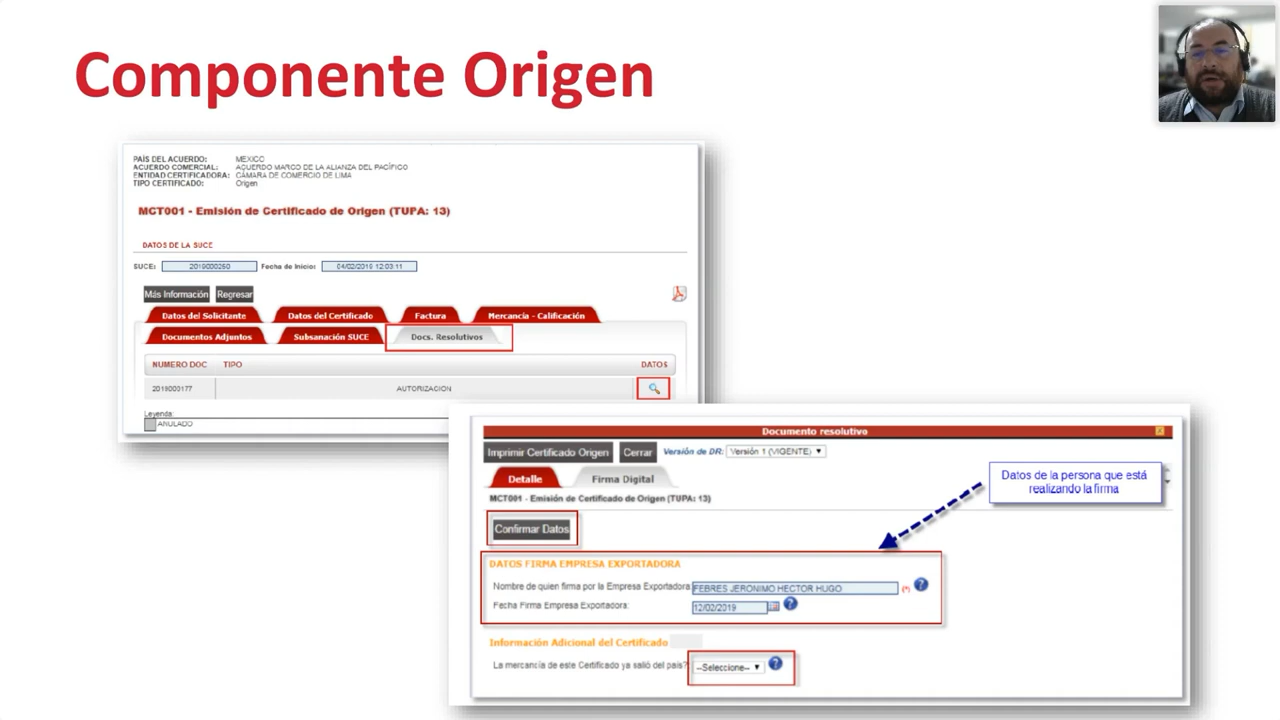 Componente Origen
PAÍS DEL ACUERDO: MEXICO
ACUERDO COMERCIAL: ACUERDO MARCO DE LA ALIANZA DEL PACÍFICO
ENTIDAD CERTIFICADORA: CÁMARA DE COMERCIO DE LIMA
TIPO CERTIFICADO: Origen
MCT001 - Emisión de Certificado de Origen (TUPA: 13)
DATOS DE LA SUCE
SUCE: 2019000250 Fecha de Inicio: 04/02/2019 12:03:11
Más Información Regresar
Datos del Solicitante Datos del Certificado Factura Mercancía - Calificación
Documentos Adjuntos Subsanación SUCE Docs. Resolutivos
NUMERO DOC TIPO DATOS
2019000177 AUTORIZACION
Leyenda:
ANULADO
Documento resolutivo X
Imprimir Certificado Origen Cerrar Versión de DR: Versión 1 (VIGENTE)
Detalle Firma Digital
MCT001 - Emisión de Certificado de Origen (TUPA: 13)
Datos de la persona que está
realizando la firma
Confirmar Datos
DATOS FIRMA EMPRESA EXPORTADORA
Nombre de quien firma por la Empresa Exportadora: FEBRES JERONIMO HECTOR HUGO (*) ?
Fecha Firma Empresa Exportadora: 12/02/2019 ?
Información Adicional del Certificado
La mercancía de este Certificado ya salió del país? --Seleccione-- ?